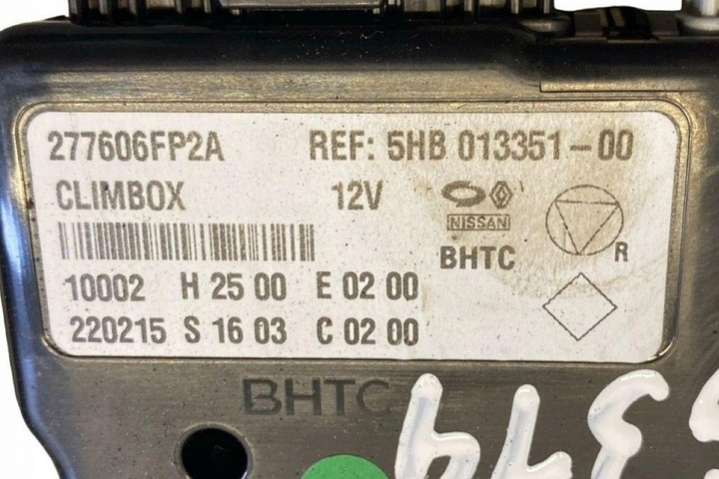 277606FP2A REF: 5HB 013351-00
CLIMBOX 12V
NISSAN
BHTC R
10002 H 25 00 E 02 00
220215 S 16 03 C 02 00
BHTC